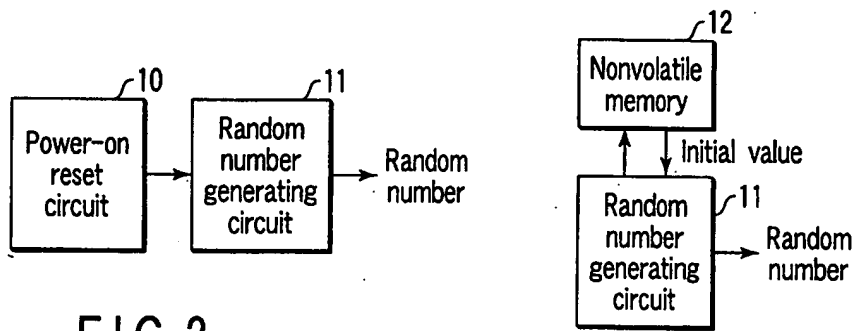 10
Power-on
reset
circuit
11
Random
number
generating
circuit
Random
number
12
Nonvolatile
memory
Initial value
11
Random
number
generating
circuit
Random
number